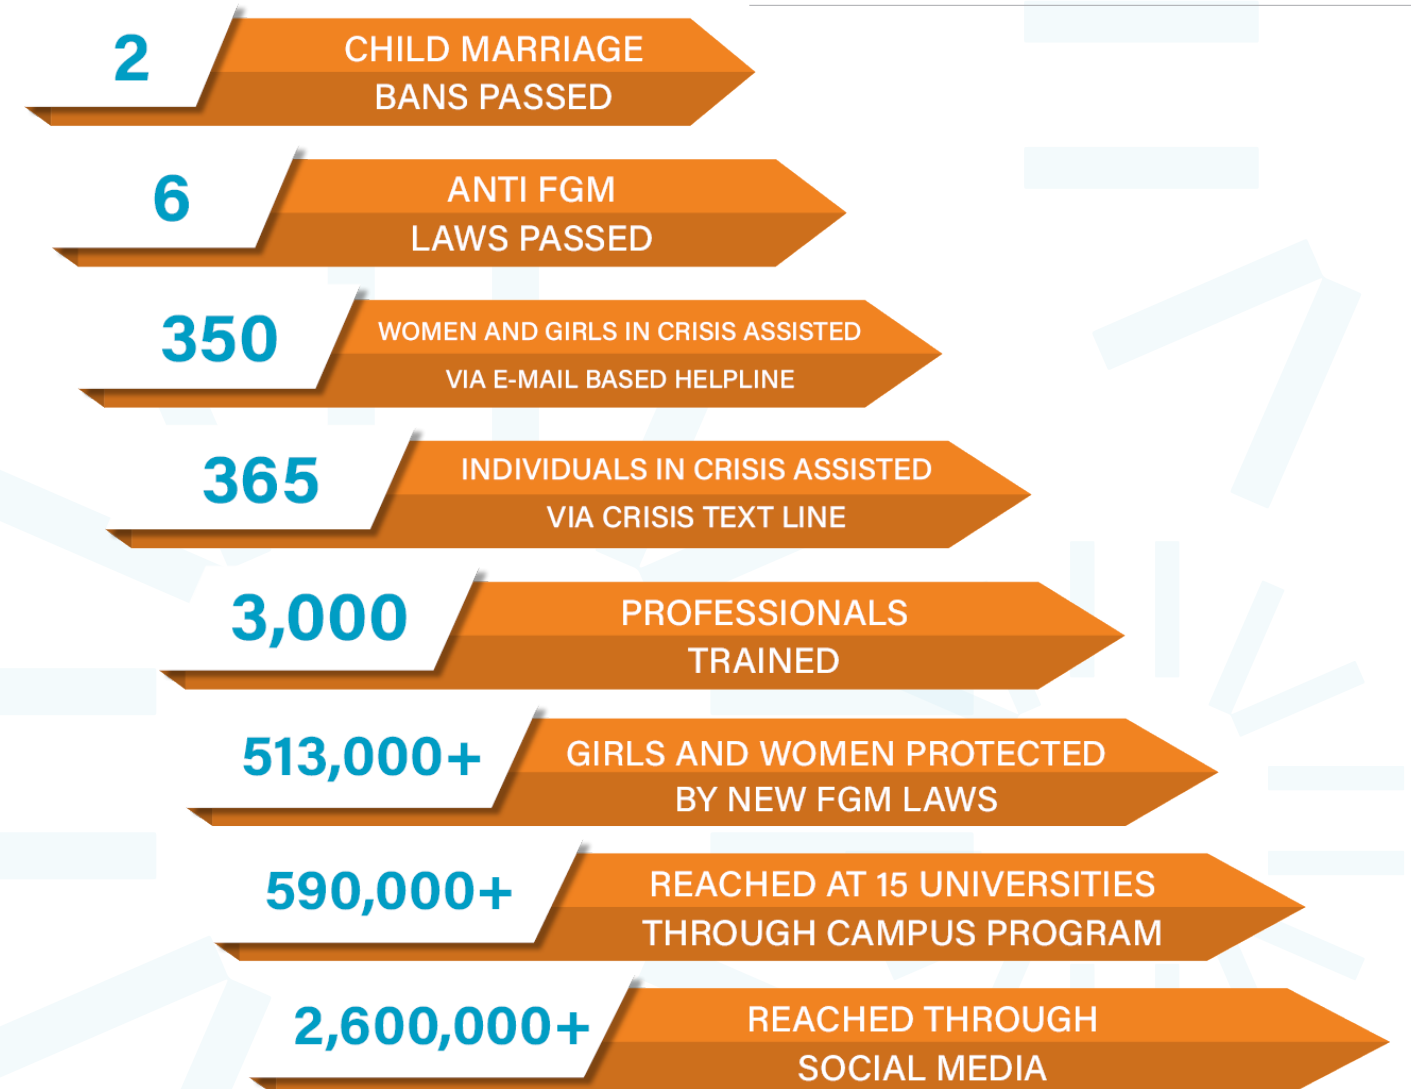 2
CHILD MARRIAGE
BANS PASSED
6
ANTI FGM
LAWS PASSED
350
WOMEN AND GIRLS IN CRISIS ASSISTED
VIA E-MAIL BASED HELPLINE
365
INDIVIDUALS IN CRISIS ASSISTED
VIA CRISIS TEXT LINE
3,000
PROFESSIONALS
TRAINED
513,000+
GIRLS AND WOMEN PROTECTED
BY NEW FGM LAWS
590,000+
REACHED AT 15 UNIVERSITIES
THROUGH CAMPUS PROGRAM
2,600,000+
REACHED THROUGH
SOCIAL MEDIA